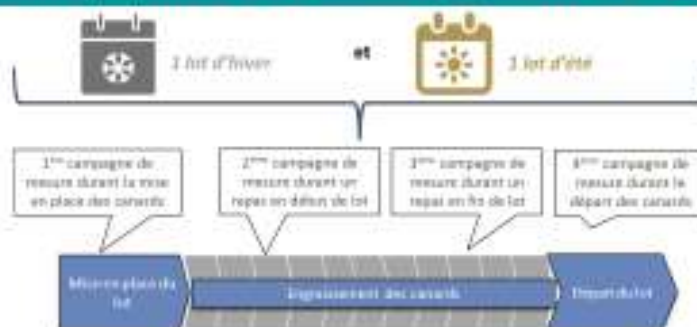 1 lot d'hiver
et
1 lot d'été
1ère campagne de
mesure durant la mise
en place des canards
2ème campagne de
mesure durant un
repas en début de lot
3ème campagne de
mesure durant un
repas en fin de lot
4ème campagne de
mesure durant le
départ des canards
Mise en place du
lot
Engraissement des canards
Départ du lot